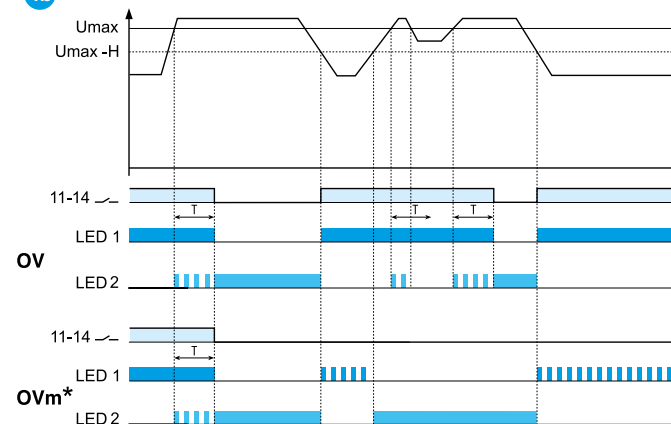 Umax
Umax -H
11-14
T
T
T
LED 1
OV
LED 2
11-14
T
LED 1
OVm*
LED 2